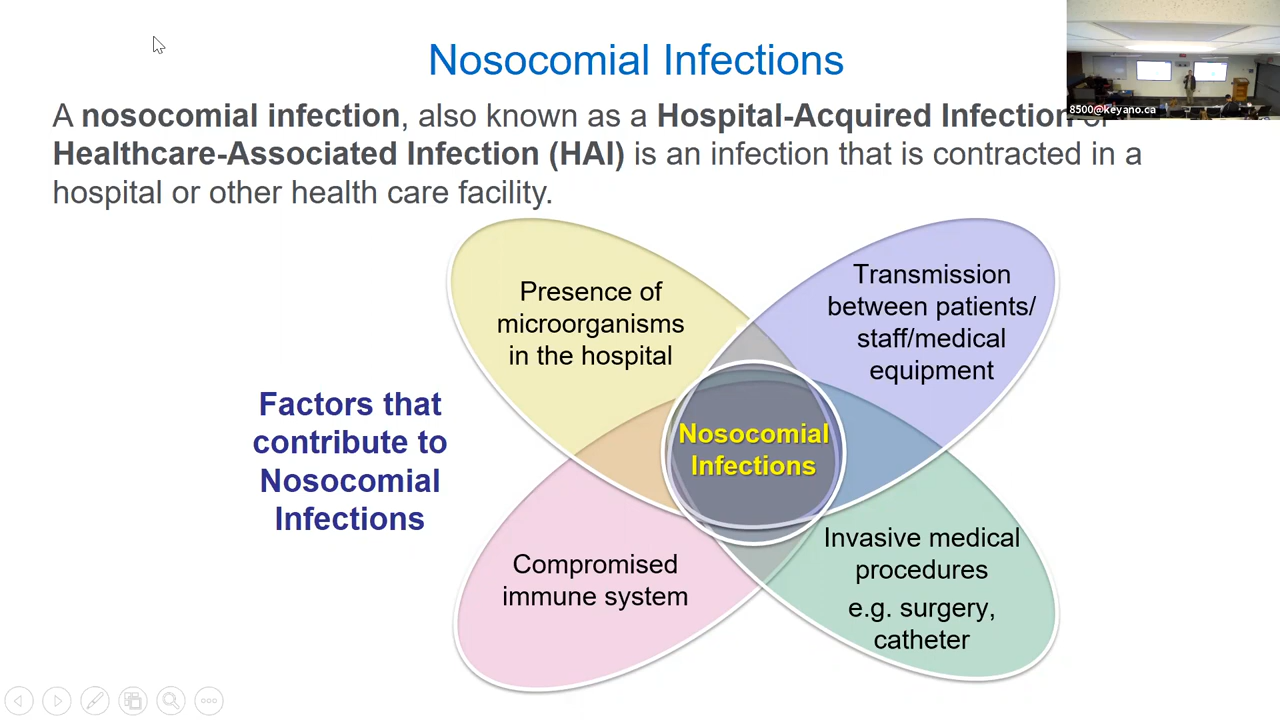 Nosocomial Infections
8500@keyano.ca
A nosocomial infection, also known as a Hospital-Acquired Infection or
Healthcare-Associated Infection (HAI) is an infection that is contracted in a
hospital or other health care facility.
Presence of
microorganisms
in the hospital
Transmission
between patients/
staff/medical
equipment
Factors that
contribute to
Nosocomial
Infections
Nosocomial
Infections
Compromised
immune system
Invasive medical
procedures
e.g. surgery,
catheter